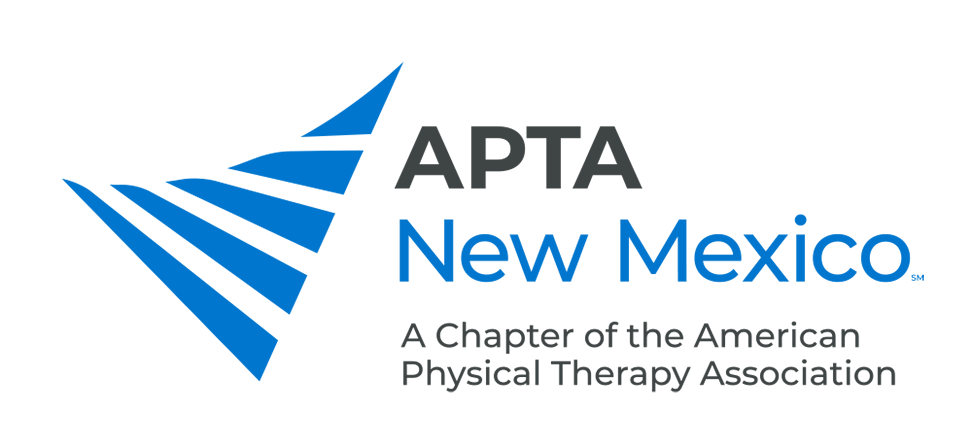 APTA
New Mexico℠
A Chapter of the American
Physical Therapy Association